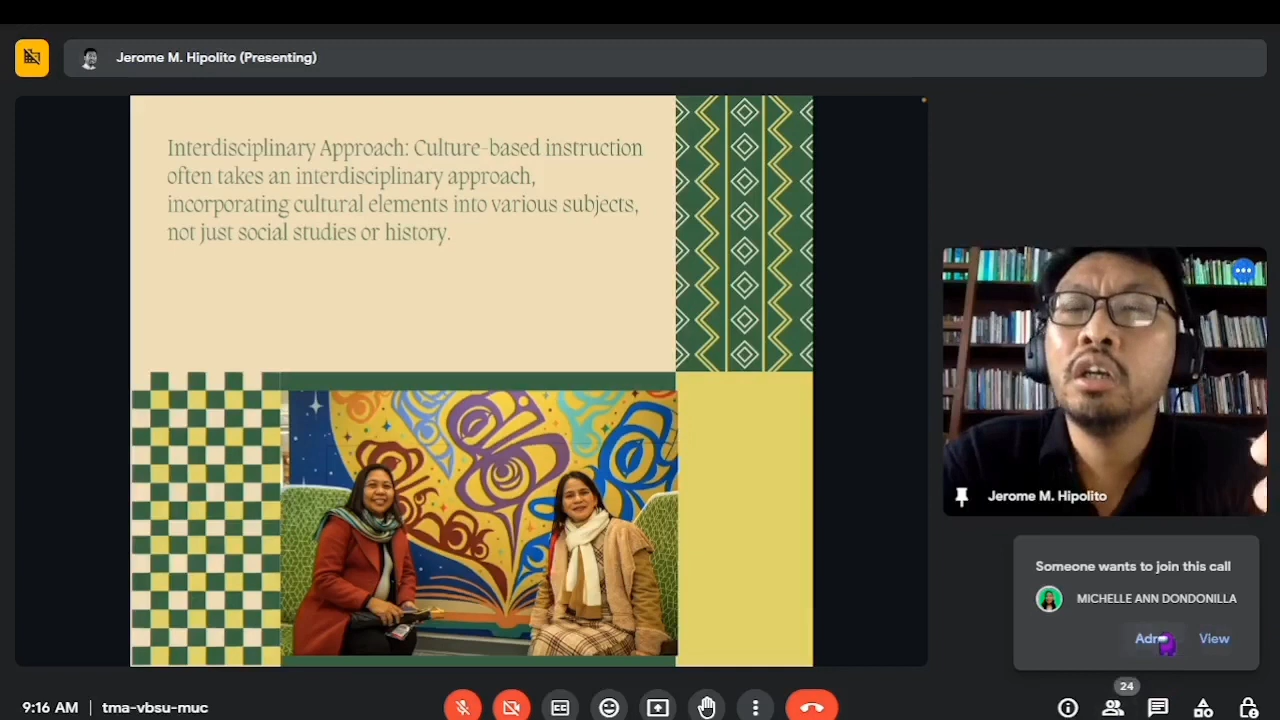 Jerome M. Hipolito (Presenting)
Interdisciplinary Approach: Culture-based instruction
often takes an interdisciplinary approach,
incorporating cultural elements into various subjects,
not just social studies or history.
Jerome M. Hipolito
Someone wants to join this call
MICHELLE ANN DONDONILLA
View
24
9:16 AM | tma-vbsu-muc